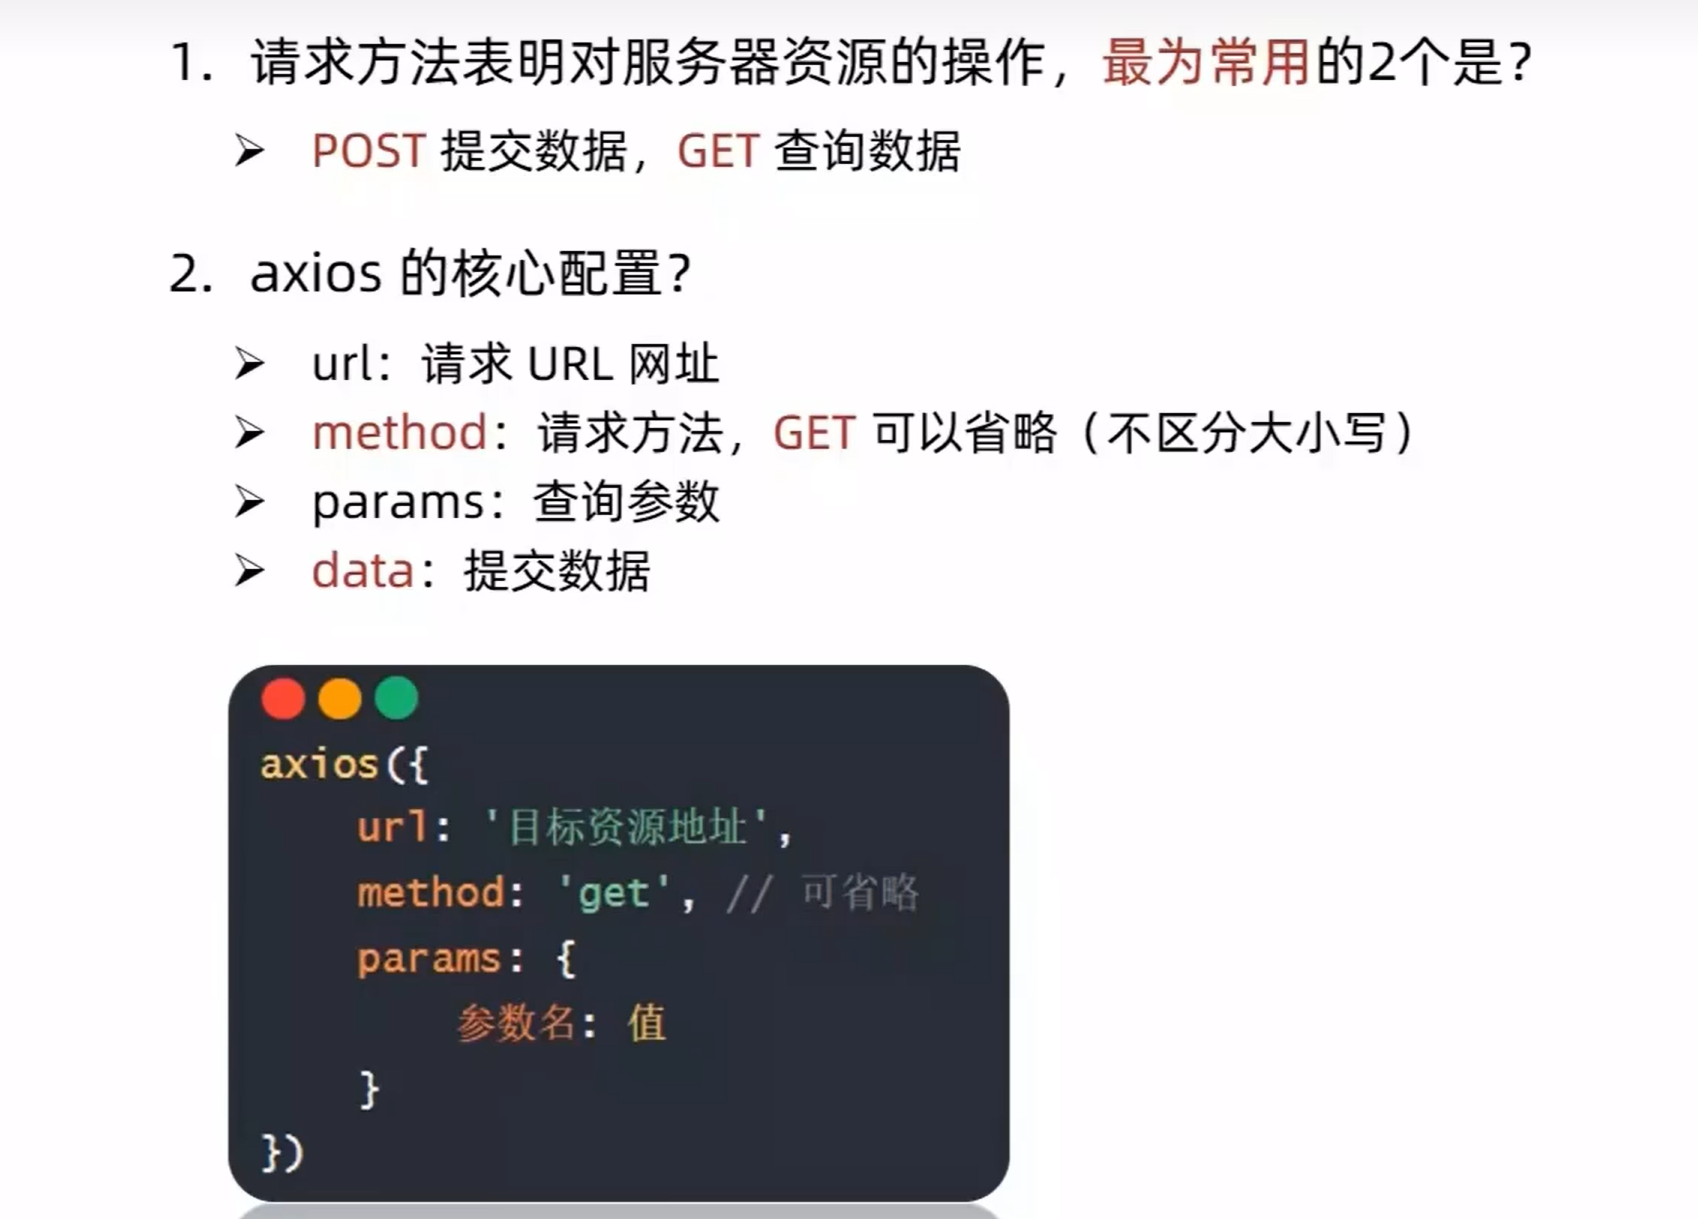 1. 请求方法表明对服务器资源的操作，最为常用的2个是？
➢ POST 提交数据，GET 查询数据
2. axios 的核心配置？
➢ url：请求 URL 网址
➢ method：请求方法，GET 可以省略（不区分大小写）
➢ params：查询参数
➢ data：提交数据
axios({
url: '目标资源地址',
method: 'get', // 可省略
params: {
参数名: 值
}
})